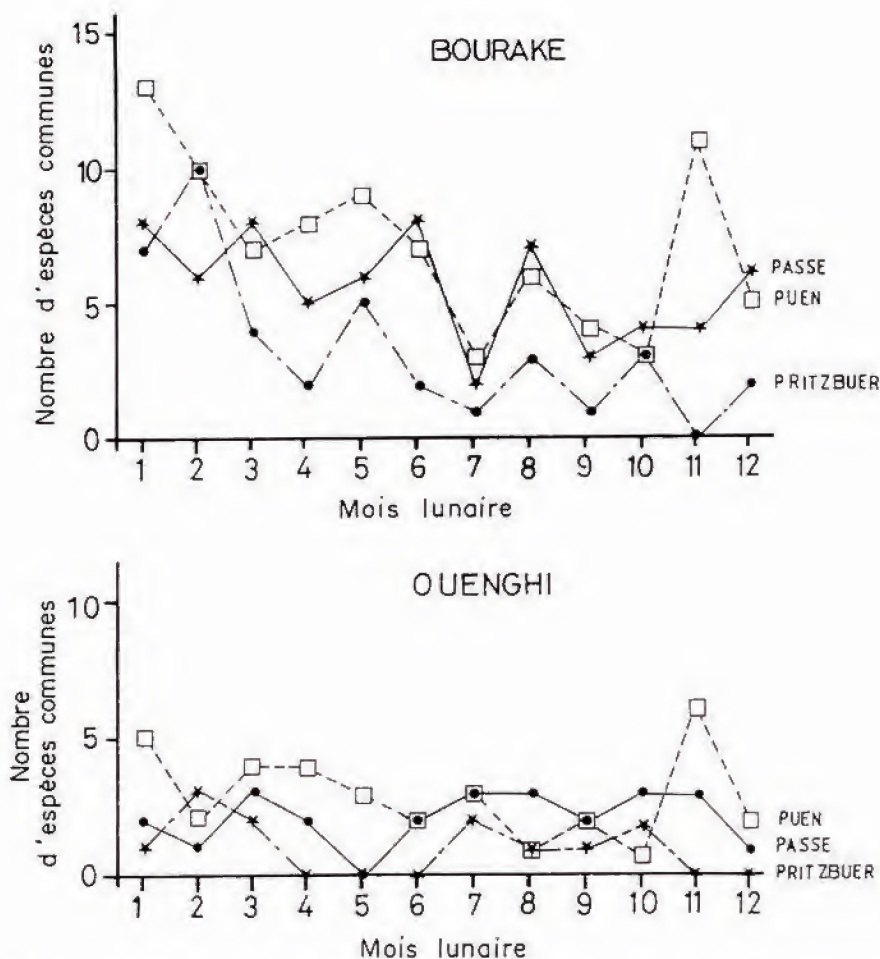 BOURAKE
Nombre d'espèces communes
15
10
5
0
PASSE
PUEN
PRITZBUER
1 2 3 4 5 6 7 8 9 10 11 12
Mois lunaire
OUENGHI
Nombre
d'espèces communes
10
5
0
PUEN
PASSE
PRITZBUER
1 2 3 4 5 6 7 8 9 10 11 12
Mois lunaire